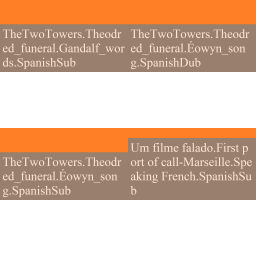 TheTwoTowers.Theodr
ed_funeral.Gandalf_wor
ds.SpanishSub
TheTwoTowers.Theodr
ed_funeral.Éowyn_son
g.SpanishDub
TheTwoTowers.Theodr
ed_funeral.Éowyn_son
g.SpanishSub
Um filme falado.First p
ort of call-Marseille.Spe
aking French.SpanishSu
b